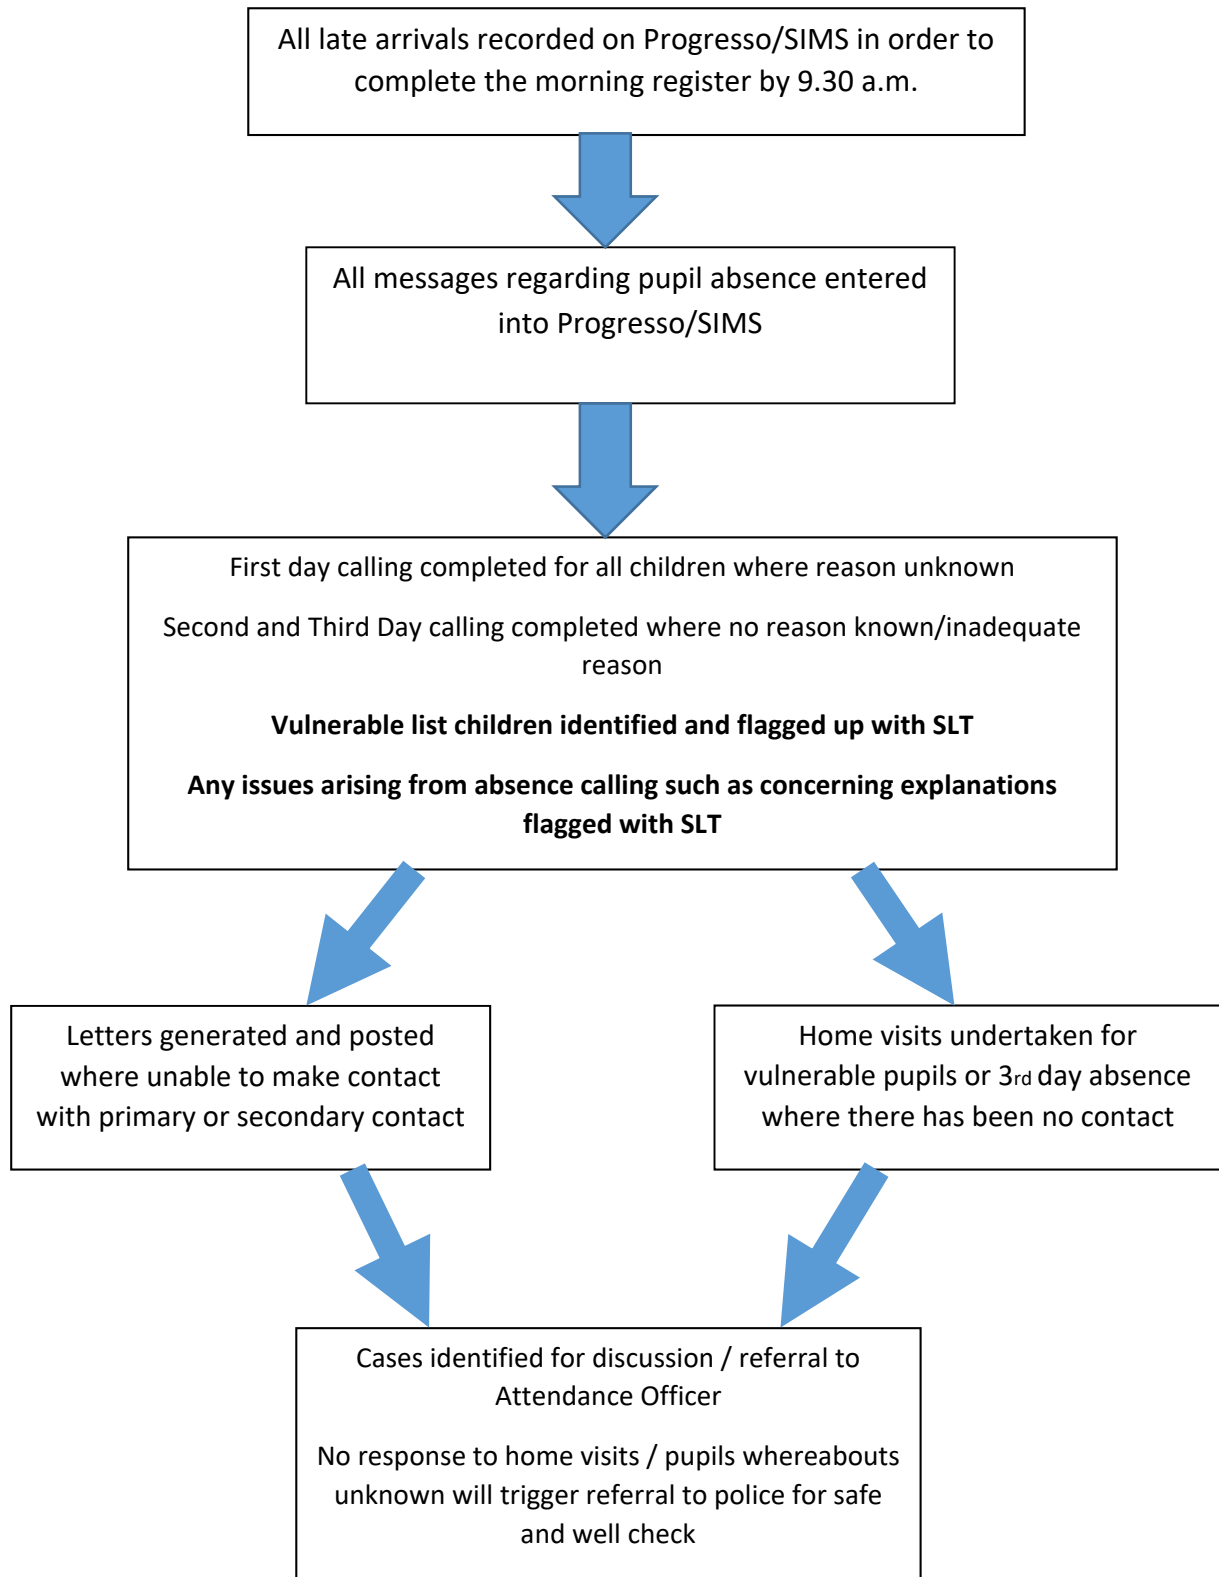 All late arrivals recorded on Progresso/SIMS in order to
complete the morning register by 9.30 a.m.
All messages regarding pupil absence entered
into Progresso/SIMS
First day calling completed for all children where reason unknown
Second and Third Day calling completed where no reason known/inadequate
reason
Vulnerable list children identified and flagged up with SLT
Any issues arising from absence calling such as concerning explanations
flagged with SLT
Letters generated and posted
where unable to make contact
with primary or secondary contact
Home visits undertaken for
vulnerable pupils or 3rd day absence
where there has been no contact
Cases identified for discussion / referral to
Attendance Officer
No response to home visits / pupils whereabouts
unknown will trigger referral to police for safe
and well check